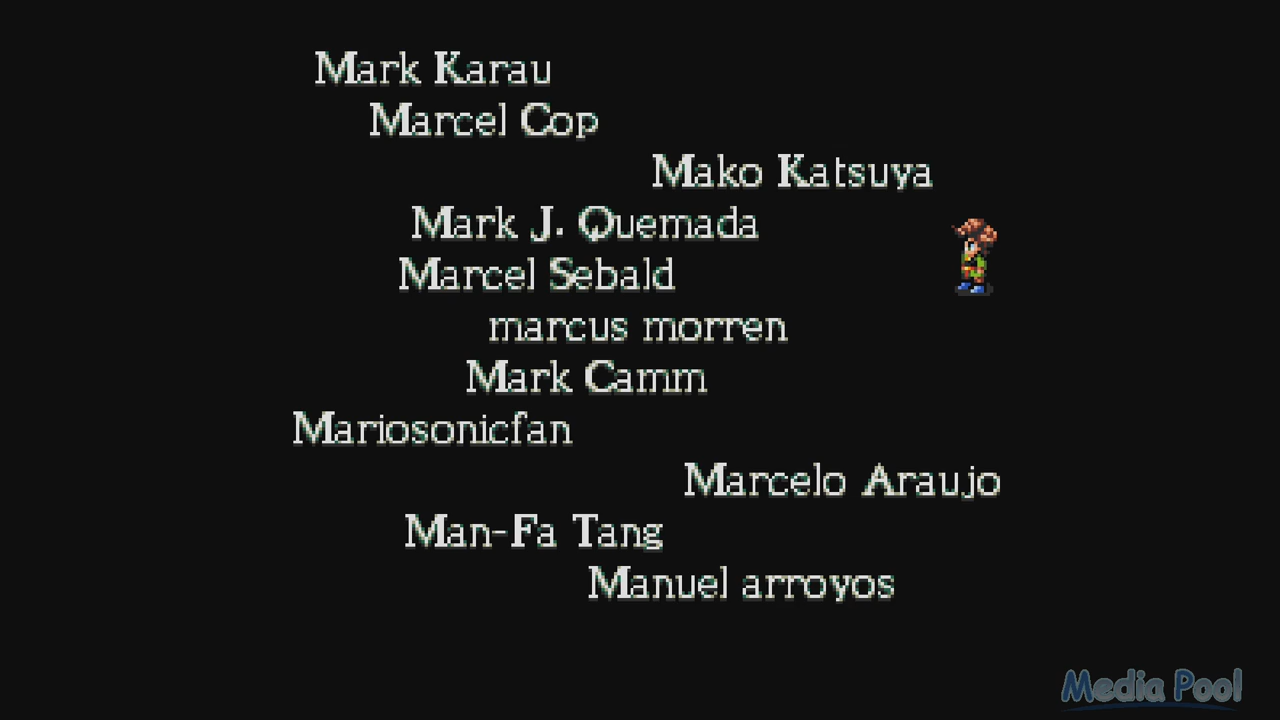 Mark Karau
Marcel Cop
Mako Katsuya
Mark J. Quemada
Marcel Sebald
marcus morren
Mark Camm
Mariosonicfan
Marcelo Araujo
Man-Fa Tang
Manuel arroyos
Media Pool